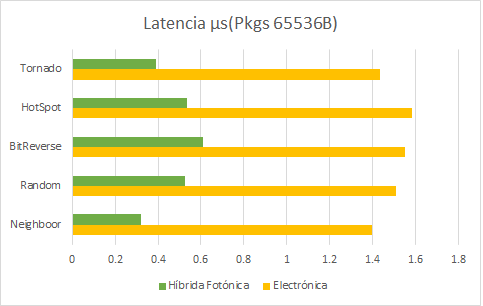 Latencia µs(Pkgs 65536B)
Tornado
HotSpot
BitReverse
Random
Neighboor
0 0.2 0.4 0.6 0.8 1 1.2 1.4 1.6 1.8
Híbrida Fotónica Electrónica